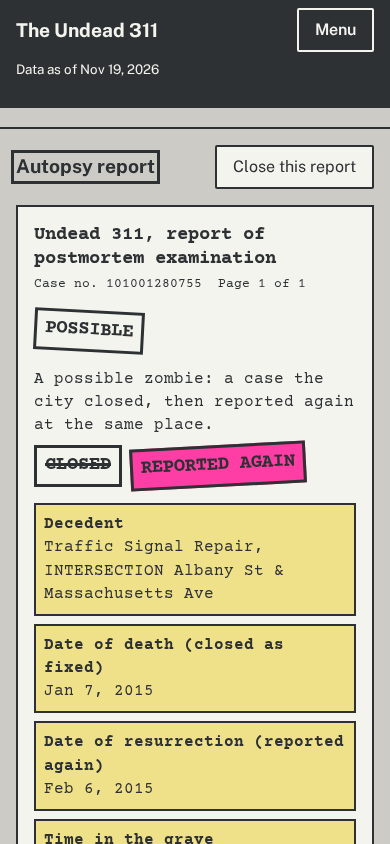 The Undead 311
Menu
Data as of Nov 19, 2026
Autopsy report
Close this report
Undead 311, report of
postmortem examination
Case no. 101001280755 Page 1 of 1
POSSIBLE
A possible zombie: a case the
city closed, then reported again
at the same place.
CLOSED
REPORTED AGAIN
Decedent
Traffic Signal Repair,
INTERSECTION Albany St &
Massachusetts Ave
Date of death (closed as
fixed)
Jan 7, 2015
Date of resurrection (reported
again)
Feb 6, 2015
Time in the grave